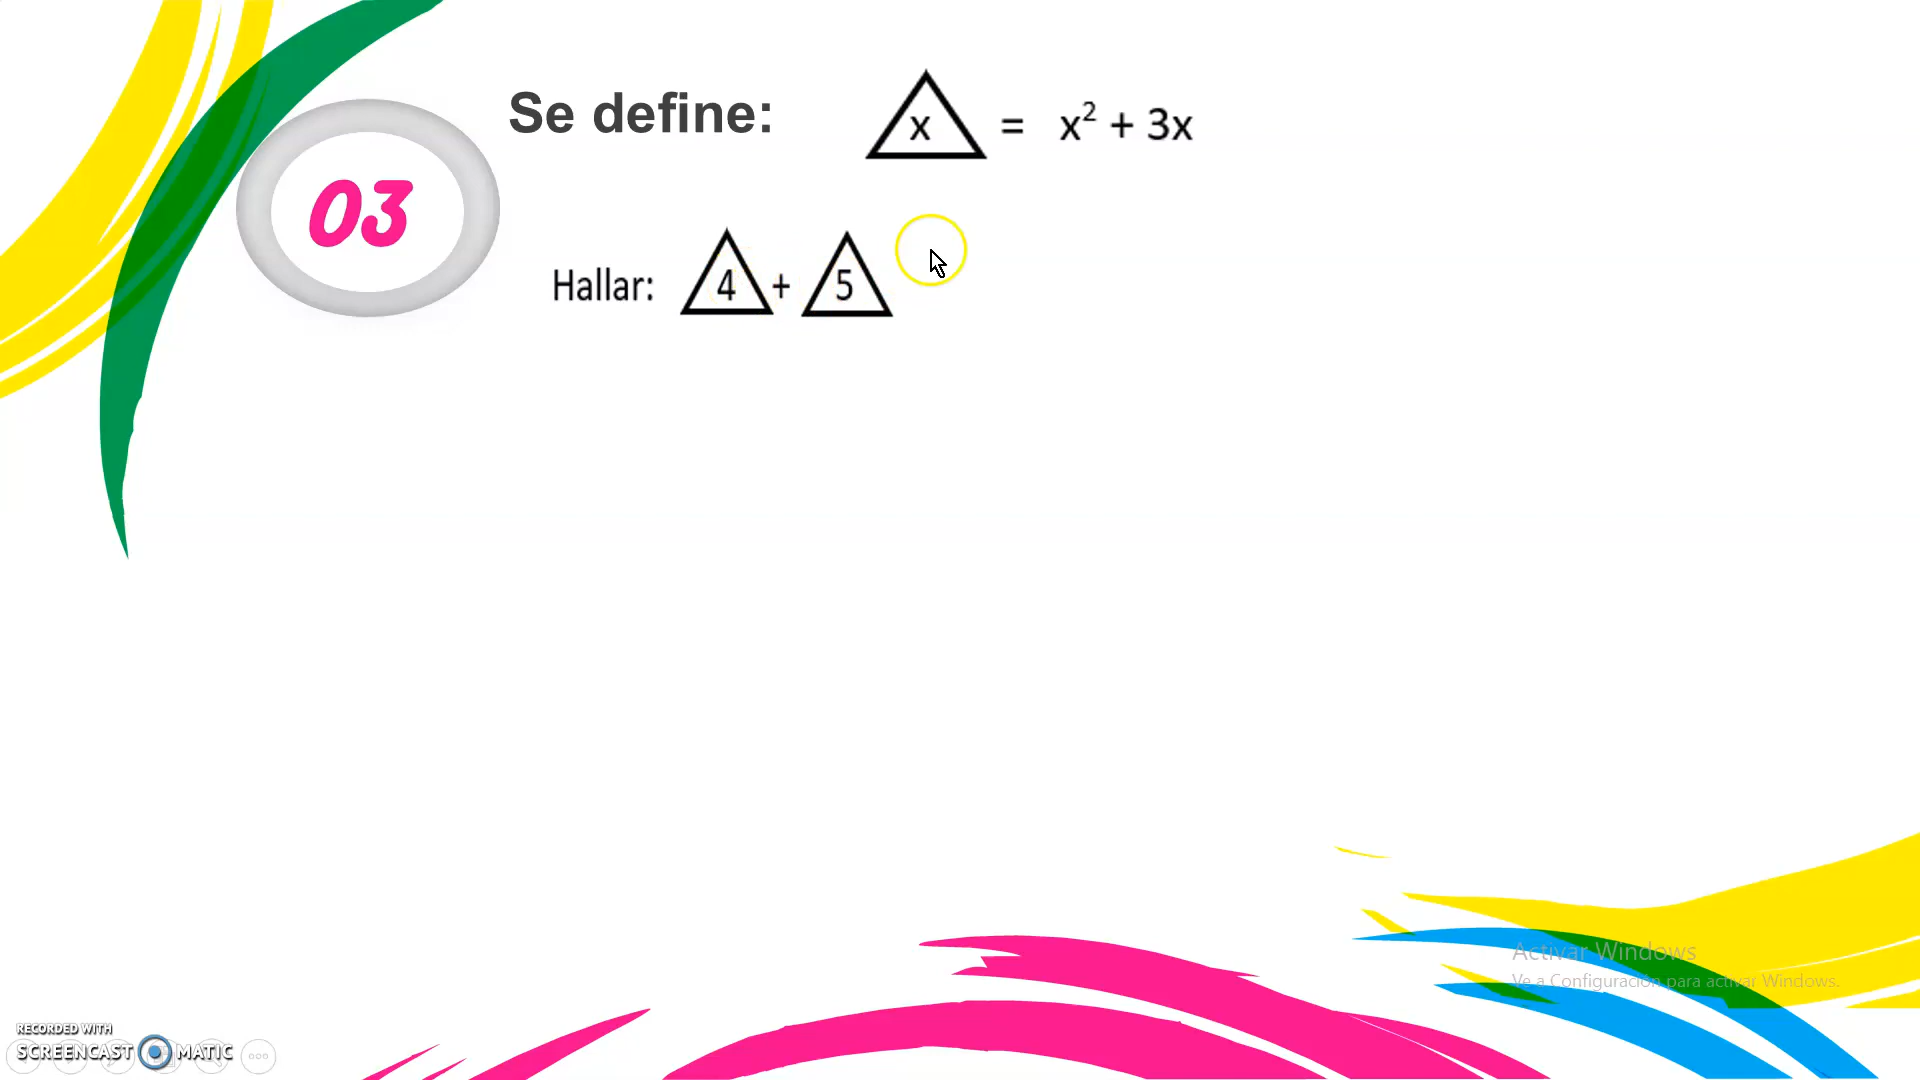 Se define: x = x² + 3x
03
Hallar: 4 + 5
Activar Windows
Ve a Configuración para activar Windows.
RECORDED WITH
SCREENCAST MATIC